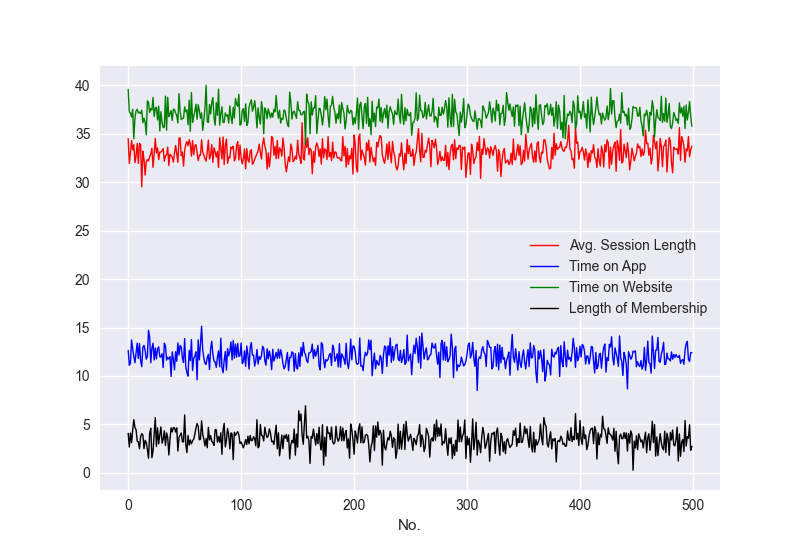 40
35
30
25
20
15
10
5
0
Avg. Session Length
Time on App
Time on Website
Length of Membership
0 100 200 300 400 500
No.